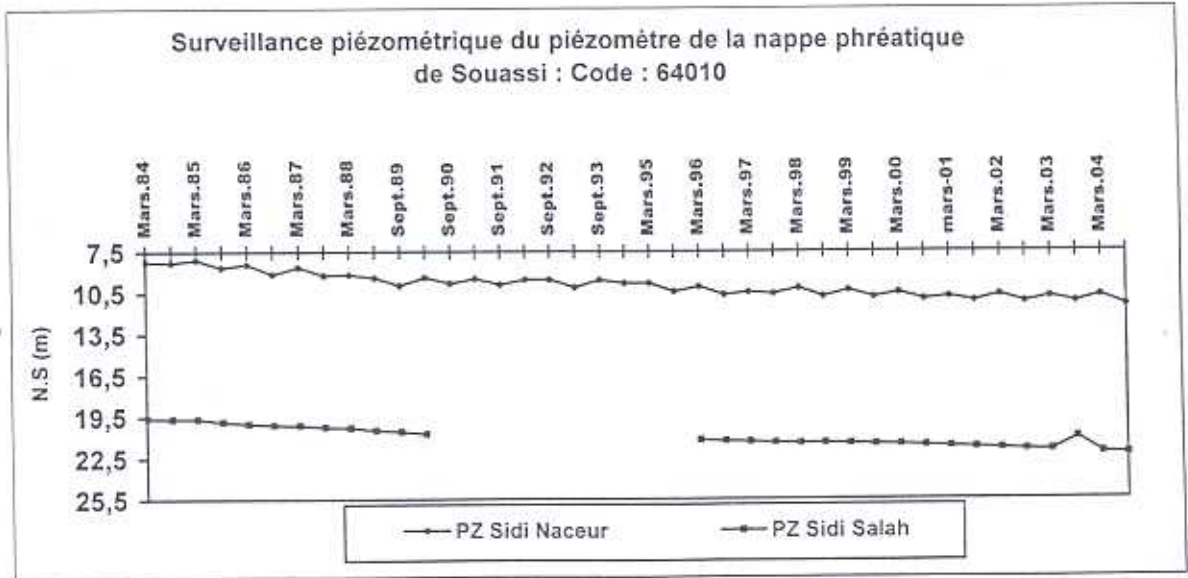 Surveillance piézométrique du piézomètre de la nappe phréatique
de Souassi : Code : 64010
Mars.84
Mars.85
Mars.86
Mars.87
Mars.88
Sept.89
Sept.90
Sept.91
Sept.92
Sept.93
Mars.95
Mars.96
Mars.97
Mars.98
Mars.99
Mars.00
mars-01
Mars.02
Mars.03
Mars.04
N.S (m)
7,5
10,5
13,5
16,5
19,5
22,5
25,5
PZ Sidi Naceur
PZ Sidi Salah